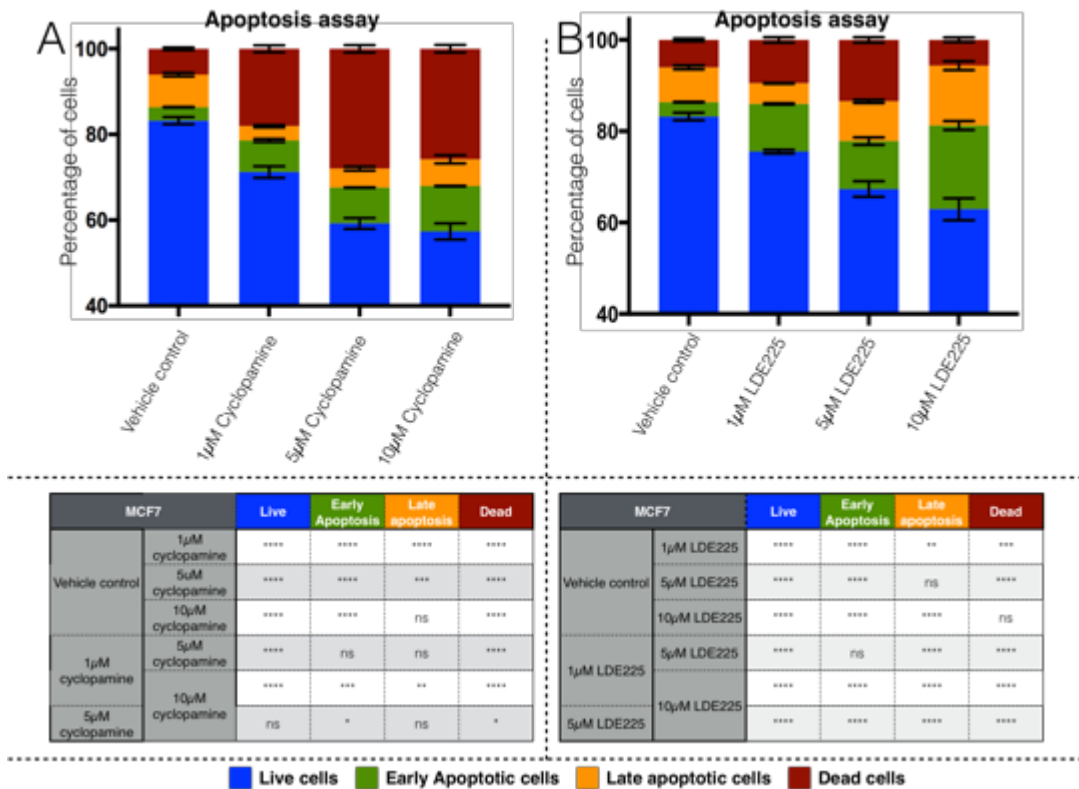 A
Apoptosis assay
Percentage of cells
100
80
60
40
Vehicle control
1µM Cyclopamine
5µM Cyclopamine
10µM Cyclopamine
B
Apoptosis assay
Percentage of cells
100
80
60
40
Vehicle control
1µM LDE225
5µM LDE225
10µM LDE225
MCF7 Live Early Apoptosis Late apoptosis Dead
Vehicle control 1µM cyclopamine **** **** **** ****
5uM cyclopamine **** **** *** ****
10µM cyclopamine **** **** ns ****
1µM cyclopamine 5µM cyclopamine **** ns ns ****
10µM cyclopamine **** *** ** ****
5µM cyclopamine ns * ns *
MCF7 Live Early Apoptosis Late apoptosis Dead
Vehicle control 1µM LDE225 **** **** ** ***
5µM LDE225 **** **** ns ****
10µM LDE225 **** **** **** ns
1µM LDE225 5µM LDE225 **** ns **** ****
10µM LDE225 **** **** **** ****
5µM LDE225 **** **** **** ****
Live cells Early Apoptotic cells Late apoptotic cells Dead cells